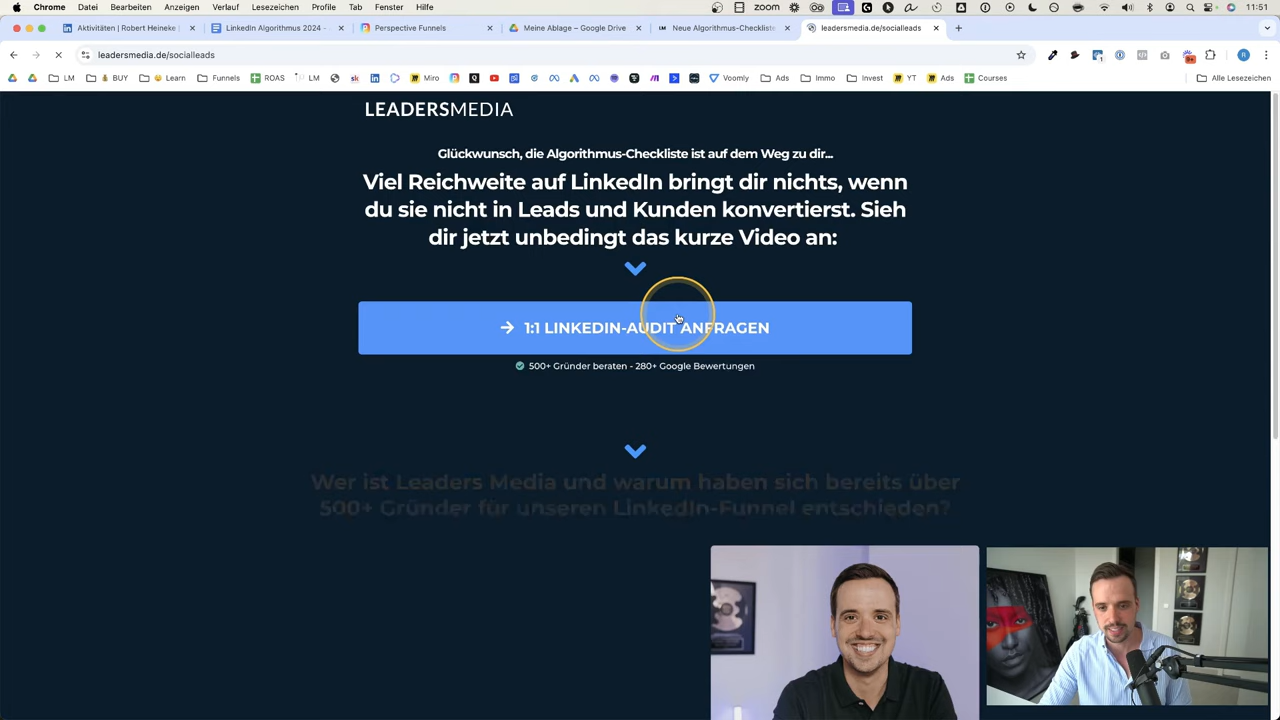 Chrome Datei Bearbeiten Anzeigen Verlauf Lesezeichen Profile Tab Fenster Hilfe zoom 11:51
Aktivitäten | Robert Heineke LinkedIn Algorithmus 2024 - Perspective Funnels Meine Ablage – Google Drive Neue Algorithmus-Checkliste leadersmedia.de/socialleads
leadersmedia.de/socialleads
LM BUY Learn Funnels ROAS LM Miro Voomly Ads Immo Invest YT Ads Courses Alle Lesezeichen
LEADERSMEDIA
Glückwunsch, die Algorithmus-Checkliste ist auf dem Weg zu dir...
Viel Reichweite auf LinkedIn bringt dir nichts, wenn
du sie nicht in Leads und Kunden konvertierst. Sieh
dir jetzt unbedingt das kurze Video an:
1:1 LINKEDIN-AUDIT ANFRAGEN
500+ Gründer beraten - 280+ Google Bewertungen
Wer ist Leaders Media und warum haben sich bereits über
500+ Gründer für unseren LinkedIn-Funnel entschieden?